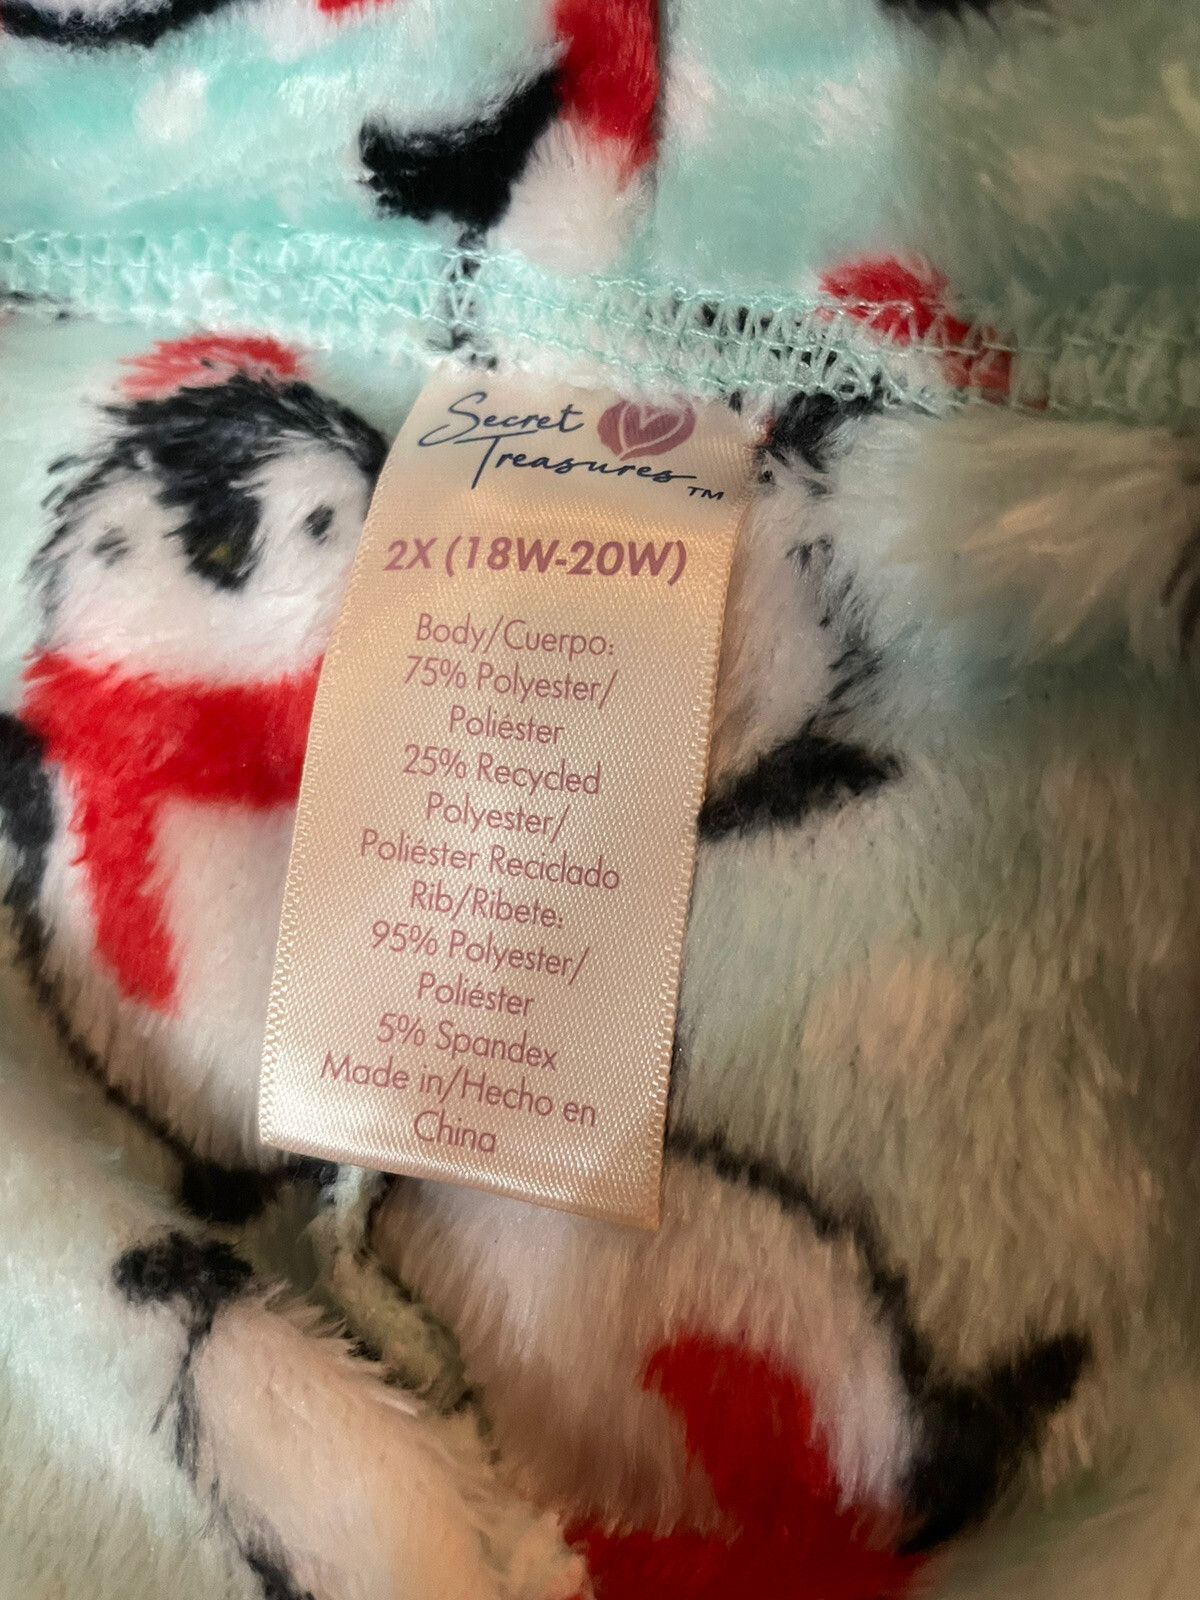 Secret
Treasures™
2X (18W-20W)
Body/Cuerpo:
75% Polyester/
Poliéster
25% Recycled
Polyester/
Poliéster Reciclado
Rib/Ribete:
95% Polyester/
Poliéster
5% Spandex
Made in/Hecho en
China